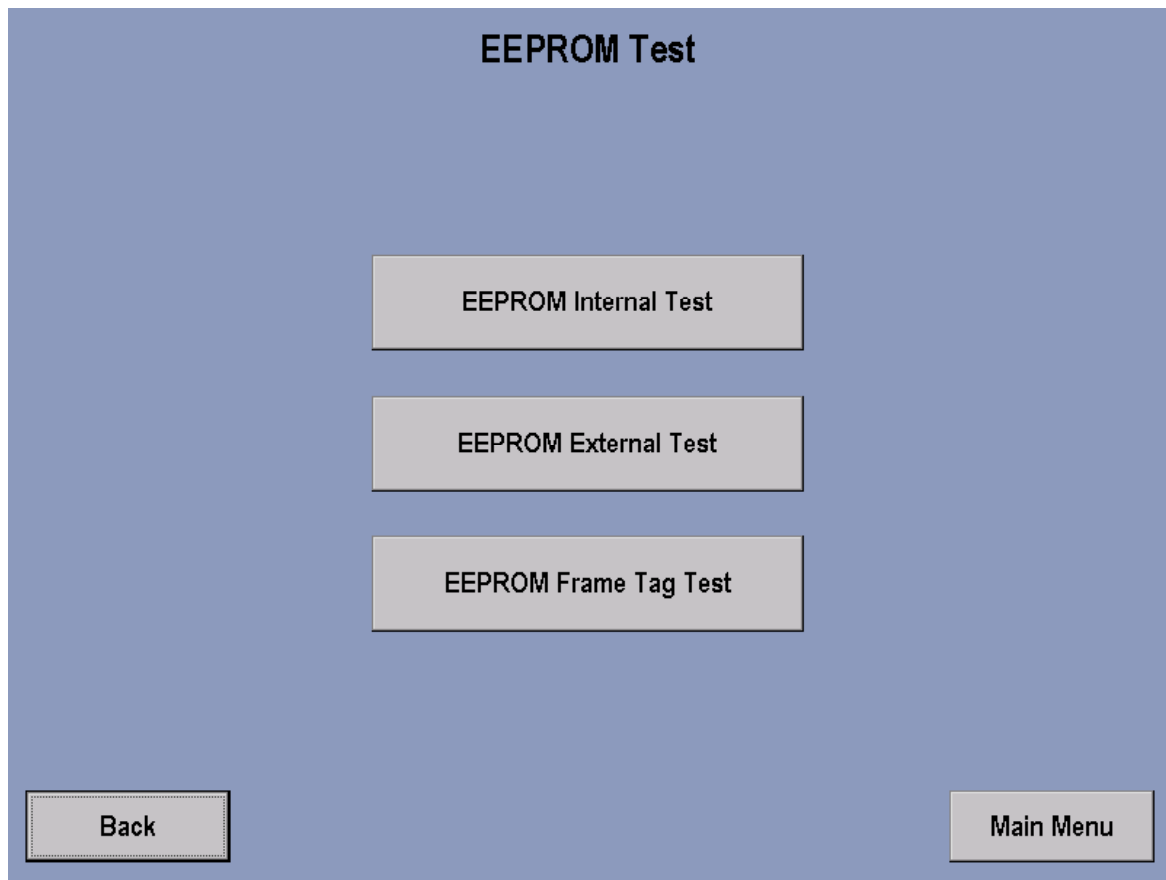 EEPROM Test
EEPROM Internal Test
EEPROM External Test
EEPROM Frame Tag Test
Back
Main Menu